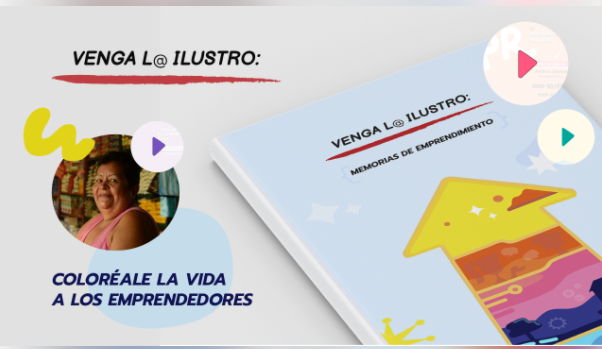 VENGA L@ ILUSTRO:
COLORÉALE LA VIDA
A LOS EMPRENDEDORES
VENGA L@ ILUSTRO:
MEMORIAS DE EMPRENDIMIENTO